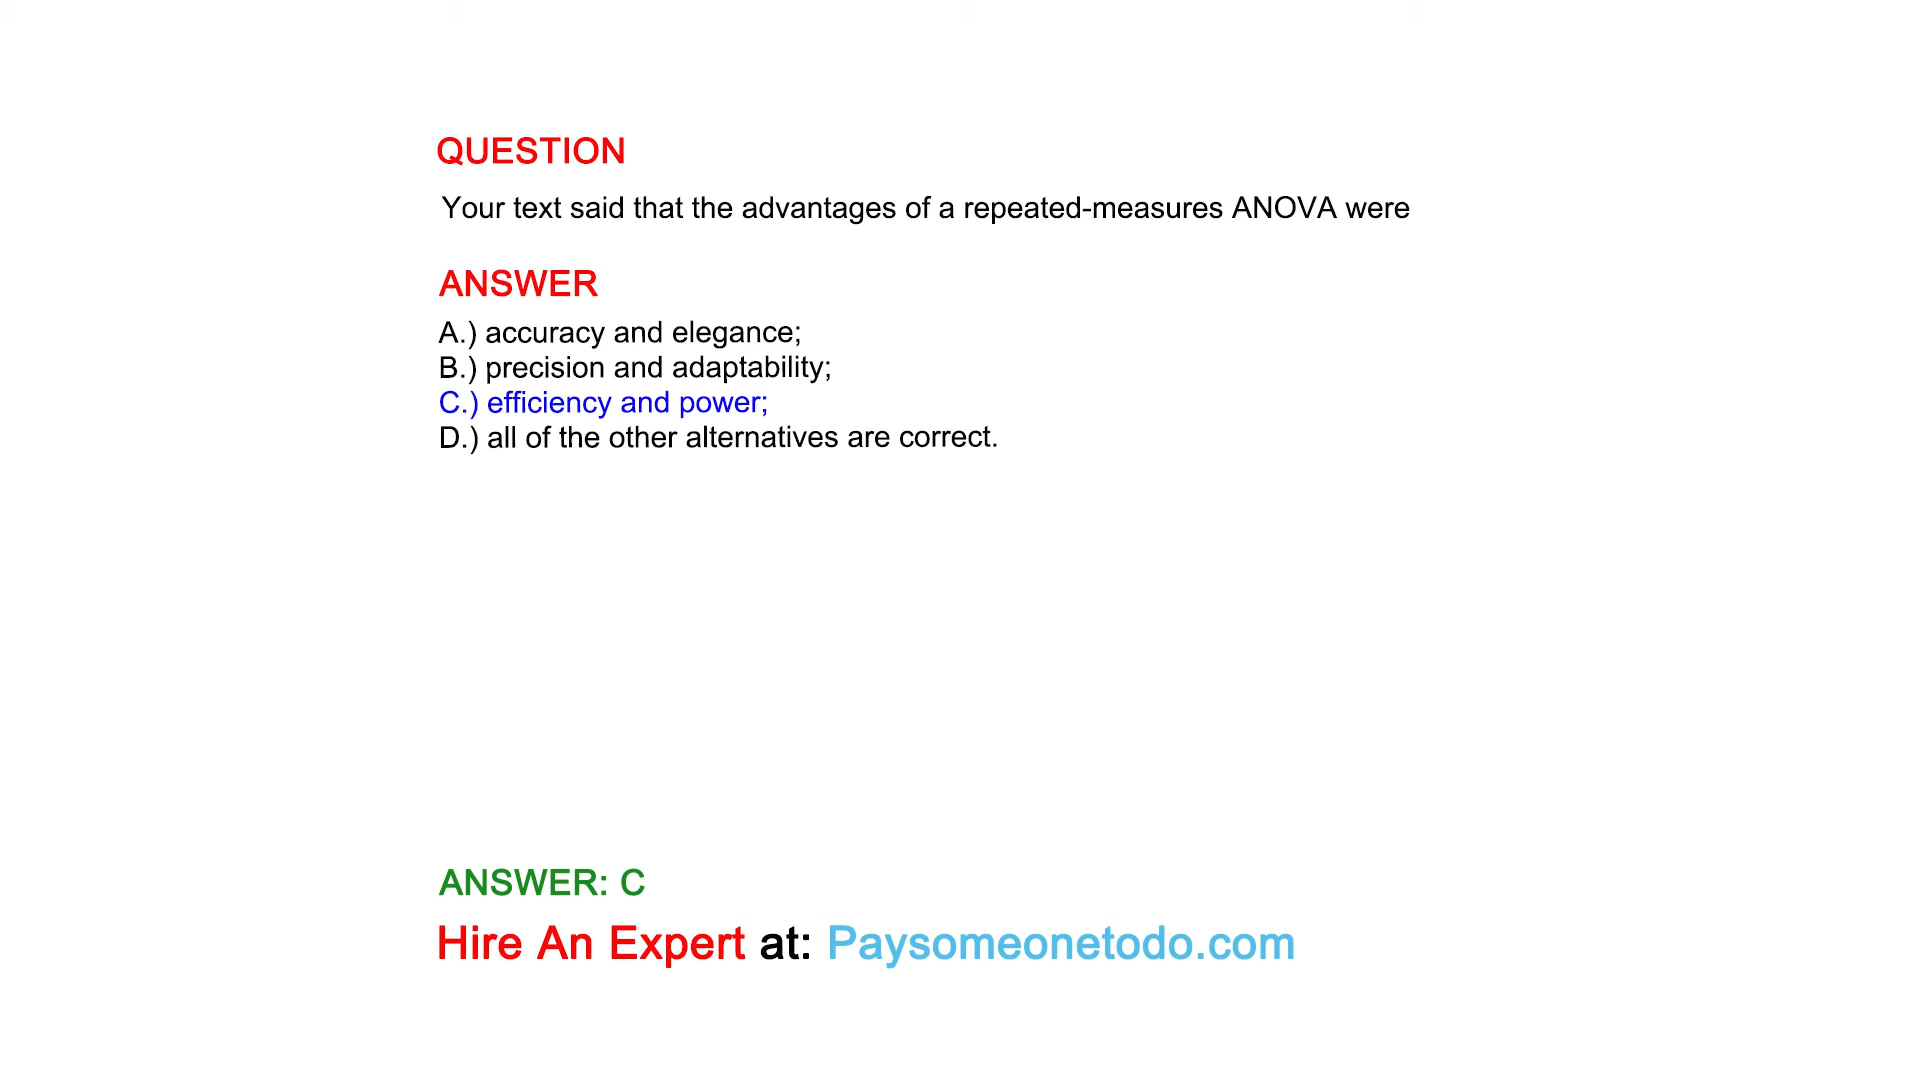 QUESTION
Your text said that the advantages of a repeated-measures ANOVA were
ANSWER
A.) accuracy and elegance;
B.) precision and adaptability;
C.) efficiency and power;
D.) all of the other alternatives are correct.
ANSWER: C
Hire An Expert at: Paysomeonetodo.com